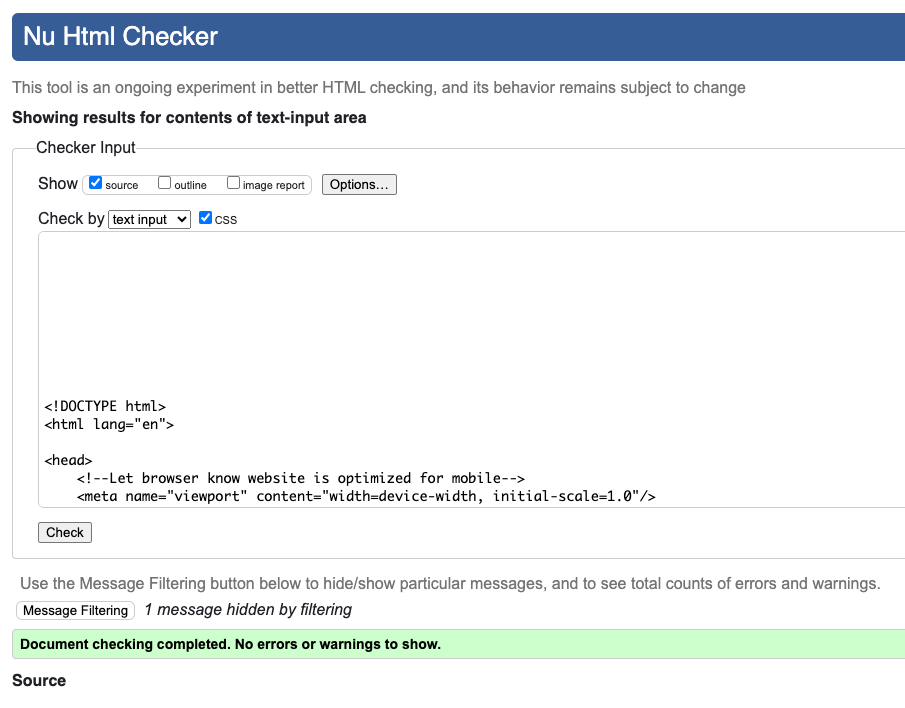 Nu Html Checker
This tool is an ongoing experiment in better HTML checking, and its behavior remains subject to change
Showing results for contents of text-input area
Checker Input
Show source outline image report Options...
Check by text input CSS
<!DOCTYPE html>
<html lang="en">
<head>
<!--Let browser know website is optimized for mobile-->
<meta name="viewport" content="width=device-width, initial-scale=1.0"/>
Check
Use the Message Filtering button below to hide/show particular messages, and to see total counts of errors and warnings.
Message Filtering 1 message hidden by filtering
Document checking completed. No errors or warnings to show.
Source